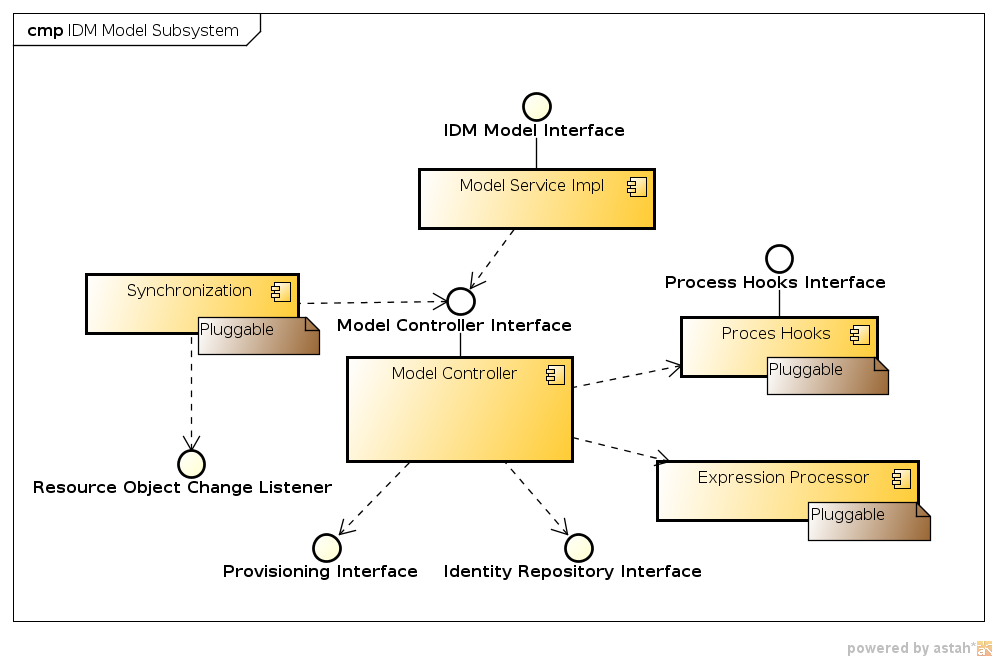 cmp IDM Model Subsystem
IDM Model Interface
Model Service Impl
Process Hooks Interface
Synchronization
Pluggable
Model Controller Interface
Proces Hooks
Pluggable
Model Controller
Resource Object Change Listener
Expression Processor
Pluggable
Provisioning Interface
Identity Repository Interface
powered by astah*